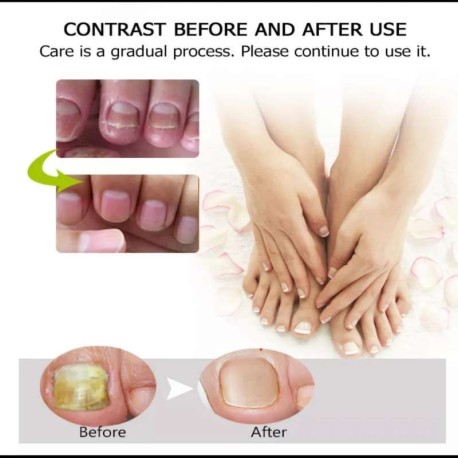 CONTRAST BEFORE AND AFTER USE
Care is a gradual process. Please continue to use it.
Before
After